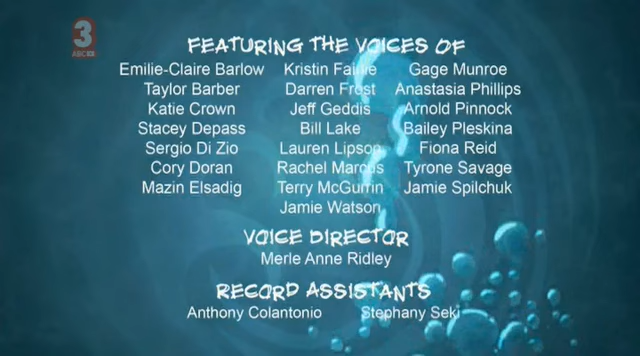 3
ABC
FEATURING THE VOICES OF
Emilie-Claire Barlow Kristin Fairlie Gage Munroe
Taylor Barber Darren Frost Anastasia Phillips
Katie Crown Jeff Geddis Arnold Pinnock
Stacey Depass Bill Lake Bailey Pleskina
Sergio Di Zio Lauren Lipson Fiona Reid
Cory Doran Rachel Marcus Tyrone Savage
Mazin Elsadig Terry McGurrin Jamie Spilchuk
Jamie Watson
VOICE DIRECTOR
Merle Anne Ridley
RECORD ASSISTANTS
Anthony Colantonio Stephany Seki